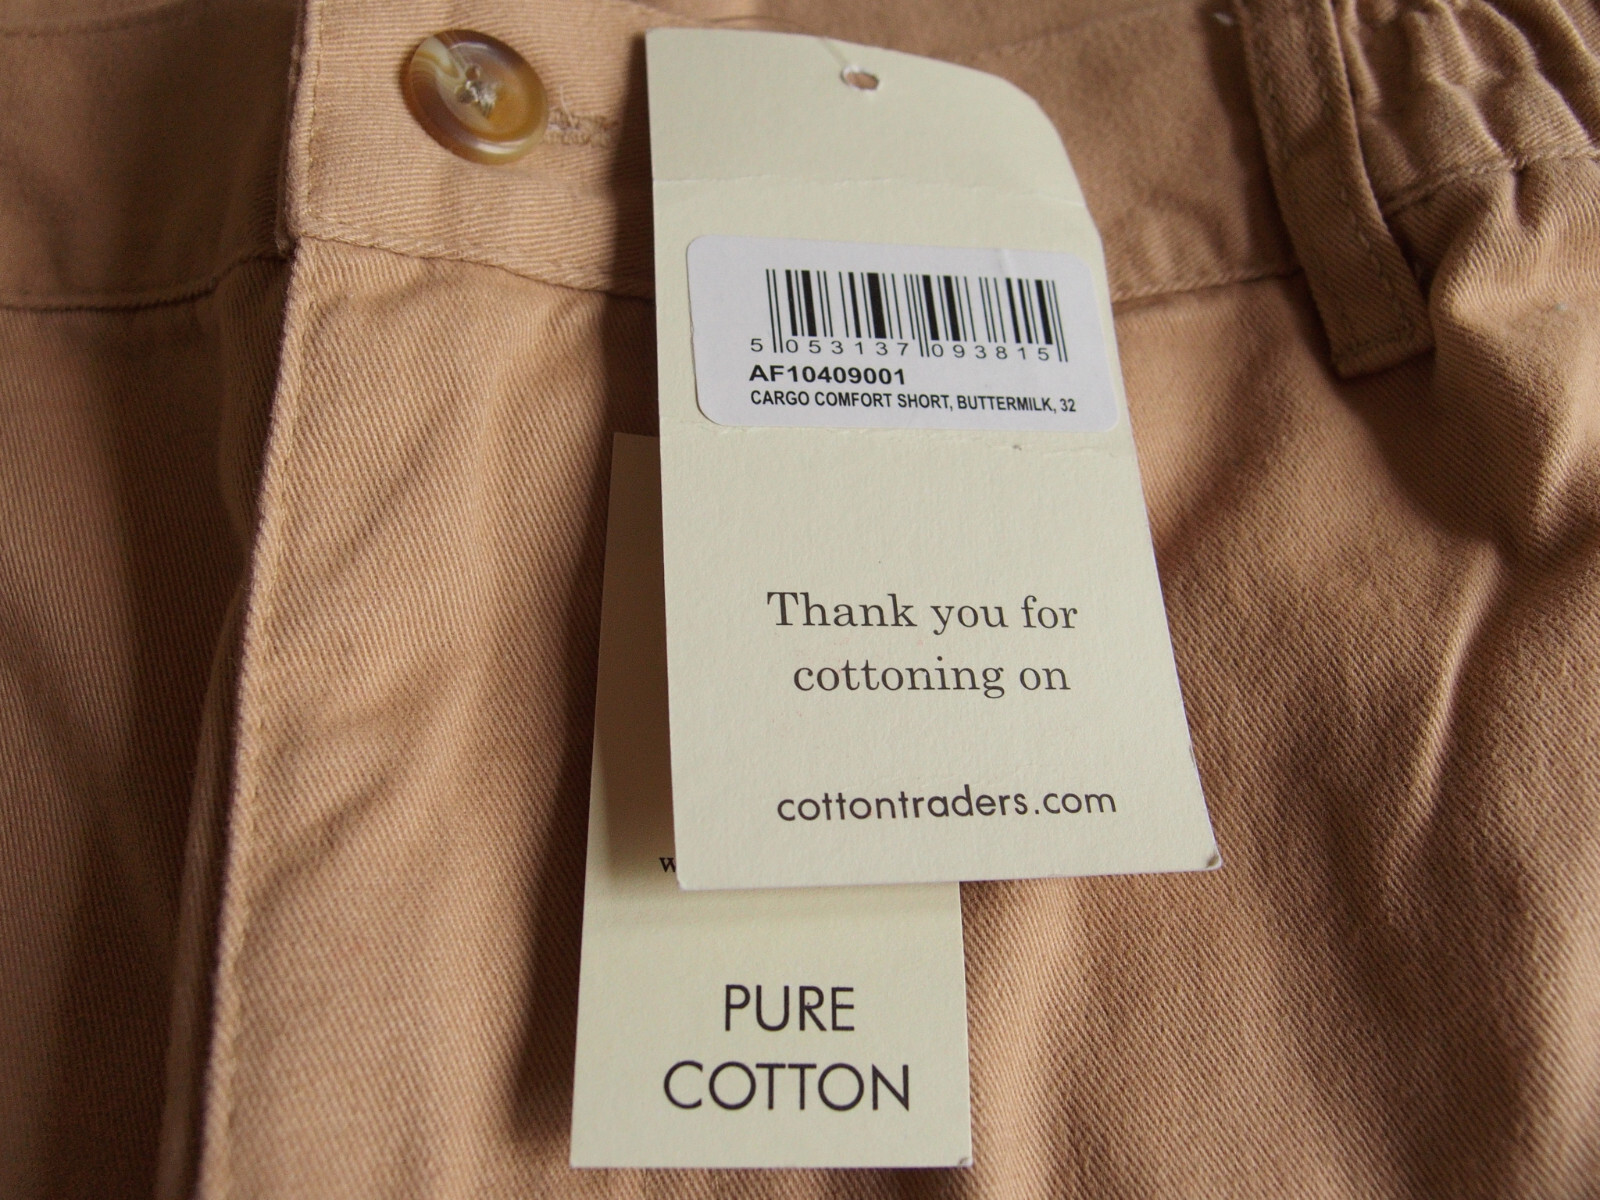 5 053137 093815
AF10409001
CARGO COMFORT SHORT, BUTTERMILK, 32
Thank you for
cottoning on
cottontraders.com
PURE
COTTON